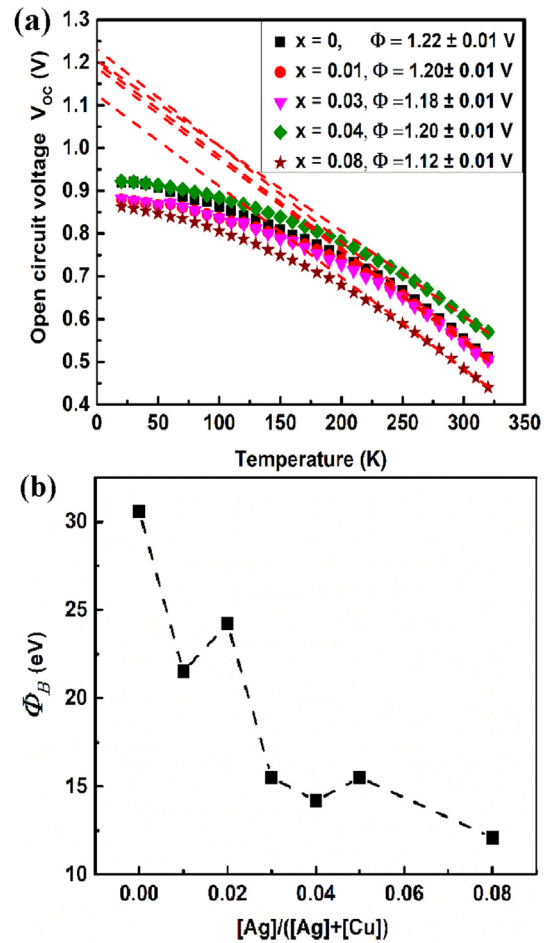 (a)
1.3
1.2
1.1
1.0
0.9
0.8
0.7
0.6
0.5
0.4
Open circuit voltage Voc (V)
x = 0, Φ = 1.22 ± 0.01 V
x = 0.01, Φ = 1.20± 0.01 V
x = 0.03, Φ = 1.18 ± 0.01 V
x = 0.04, Φ =1.20 ± 0.01 V
x = 0.08, Φ =1.12 ± 0.01 V
0 50 100 150 200 250 300 350
Temperature (K)
(b)
30
25
20
15
10
Φ_B (eV)
0.00 0.02 0.04 0.06 0.08
[Ag]/([Ag]+[Cu])